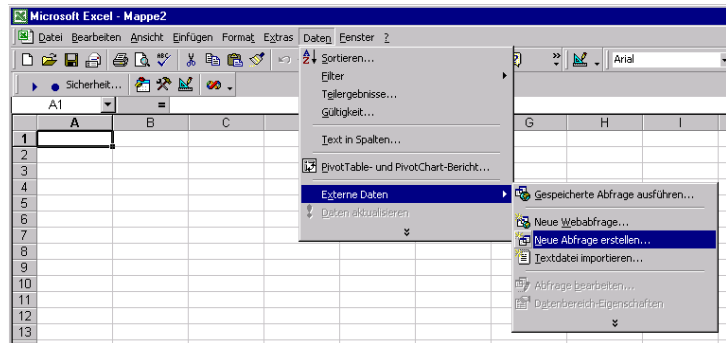 Microsoft Excel - Mappe2
Datei Bearbeiten Ansicht Einfügen Format Extras Daten Fenster ?
Sortieren...
Arial
Filter
Sicherheit...
Teilergebnisse...
A1 =
Gültigkeit...
A B C G H I
1
Text in Spalten...
2
3
PivotTable- und PivotChart-Bericht...
4
Externe Daten
Gespeicherte Abfrage ausführen...
5
Daten aktualisieren
6
Neue Webabfrage...
7
Neue Abfrage erstellen...
8
Textdatei importieren...
9
10
Abfrage bearbeiten...
11
Datenbereich-Eigenschaften
12
13